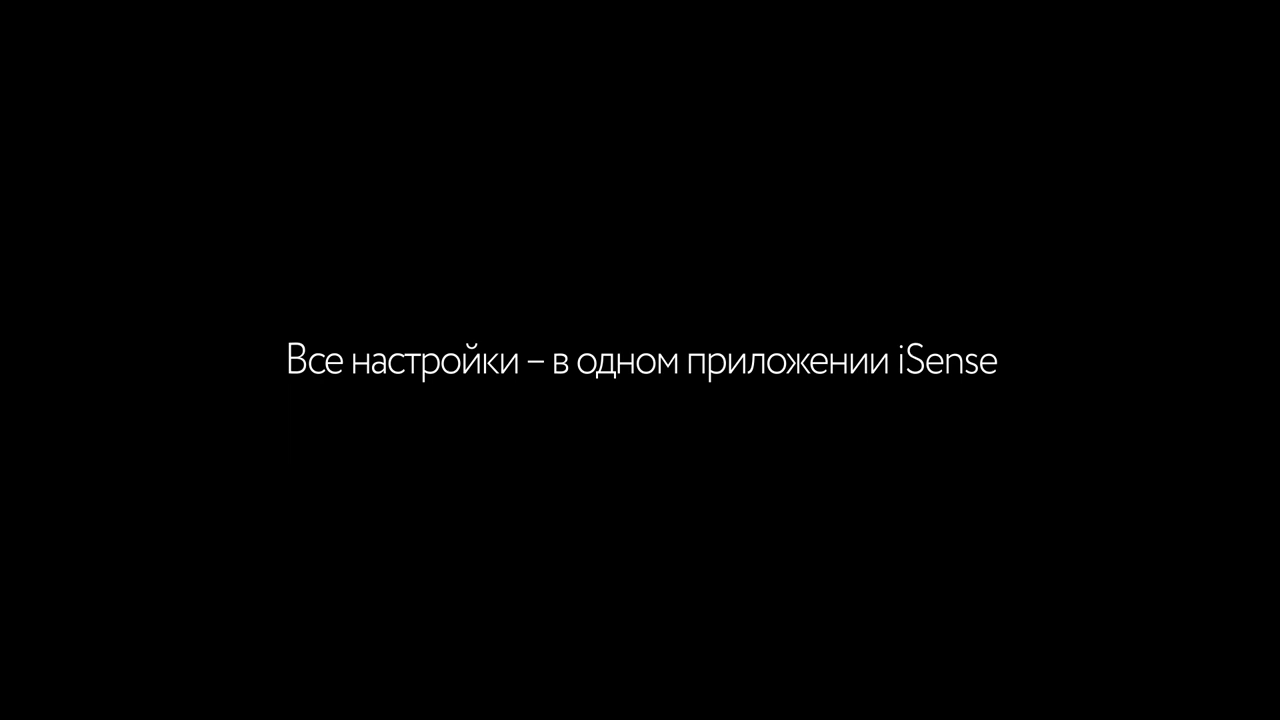 Все настройки – в одном приложении iSense